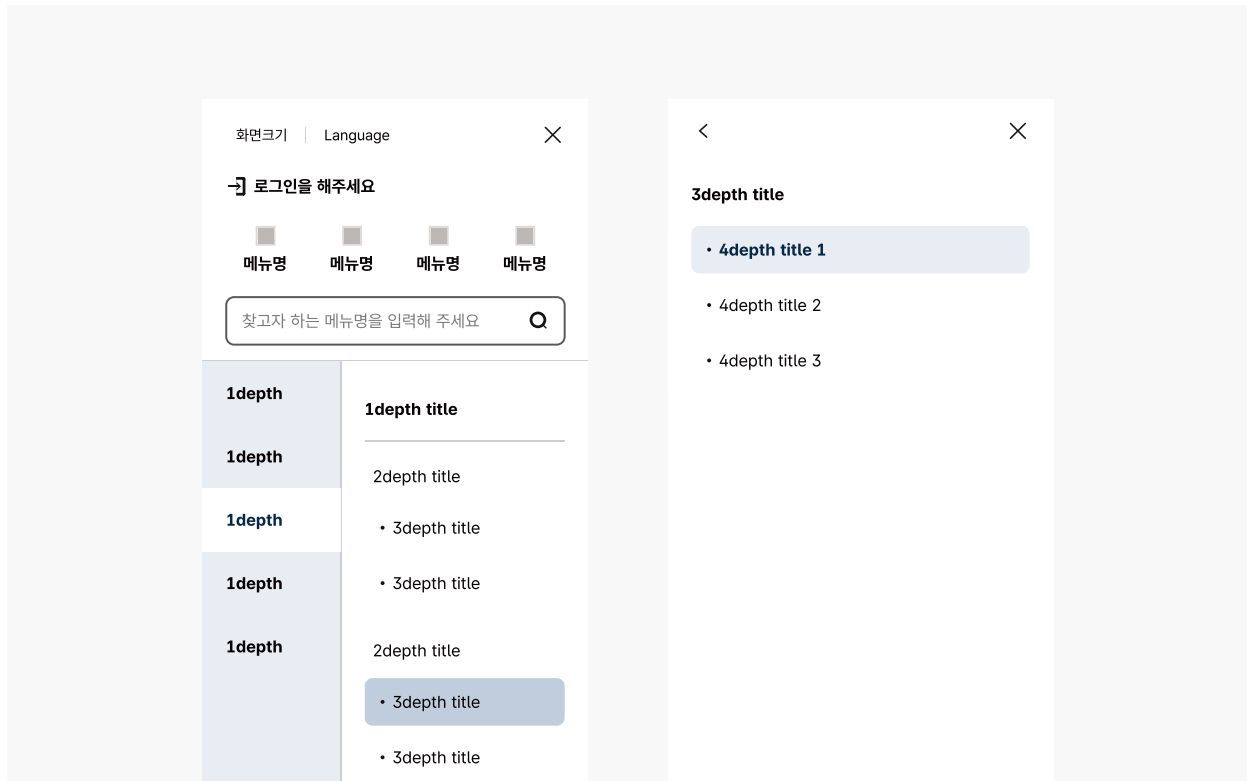 화면크기 Language
로그인을 해주세요
메뉴명 메뉴명 메뉴명 메뉴명
찾고자 하는 메뉴명을 입력해 주세요
1depth
1depth
1depth
1depth
1depth
1depth title
2depth title
• 3depth title
• 3depth title
2depth title
• 3depth title
• 3depth title
3depth title
• 4depth title 1
• 4depth title 2
• 4depth title 3